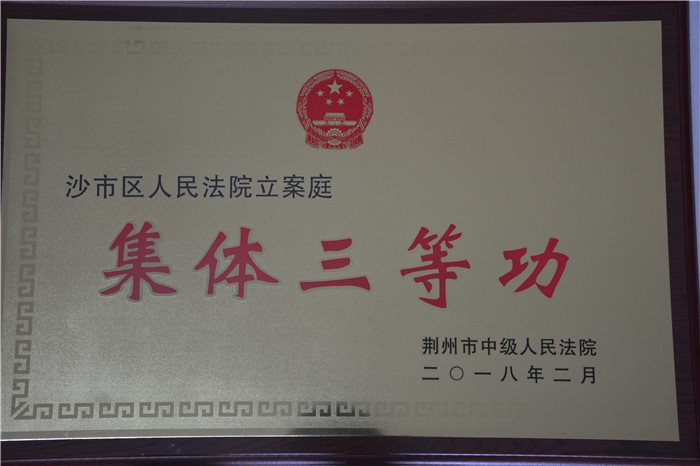 沙市区人民法院立案庭
集体三等功
荆州市中级人民法院
二〇一八年二月